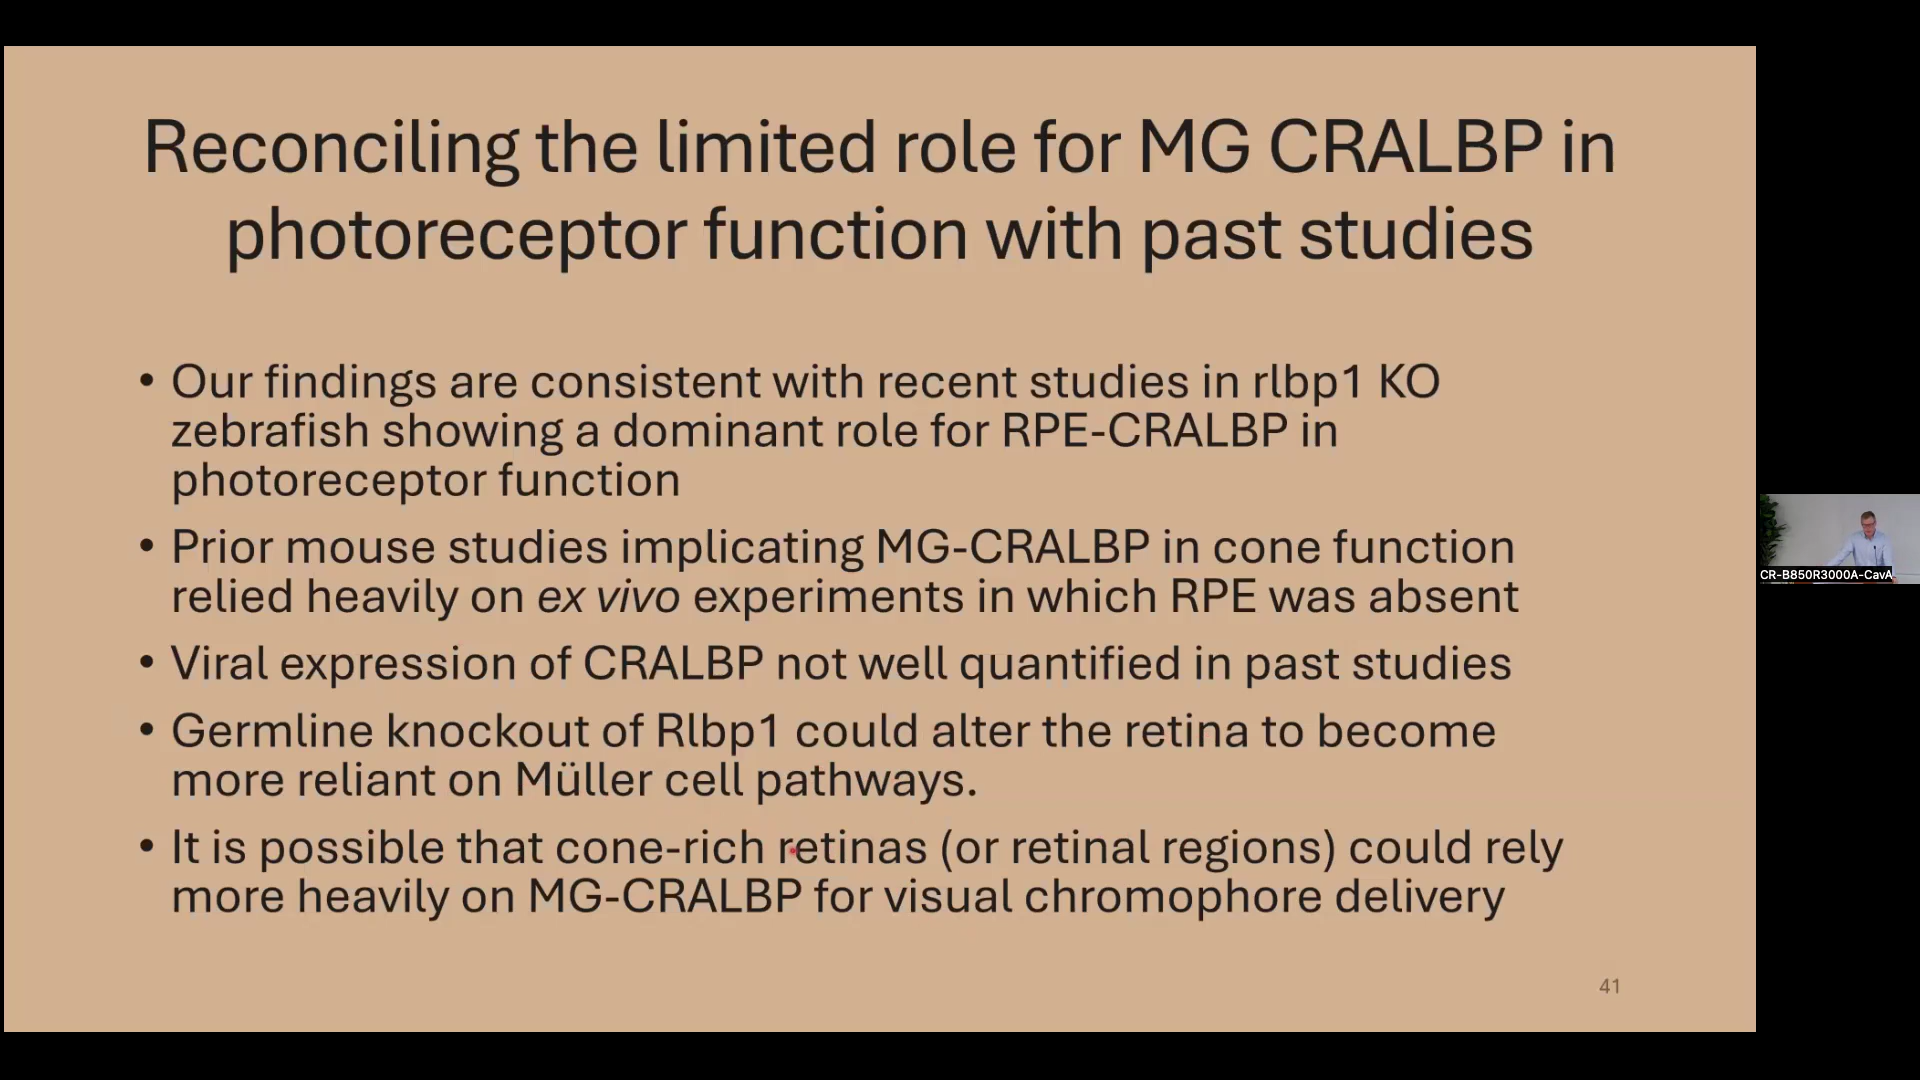 Reconciling the limited role for MG CRALBP in
photoreceptor function with past studies
• Our findings are consistent with recent studies in rlbp1 KO
zebrafish showing a dominant role for RPE-CRALBP in
photoreceptor function
• Prior mouse studies implicating MG-CRALBP in cone function
relied heavily on ex vivo experiments in which RPE was absent
• Viral expression of CRALBP not well quantified in past studies
• Germline knockout of Rlbp1 could alter the retina to become
more reliant on Müller cell pathways.
• It is possible that cone-rich retinas (or retinal regions) could rely
more heavily on MG-CRALBP for visual chromophore delivery
41
CR-B850R3000A-CavA